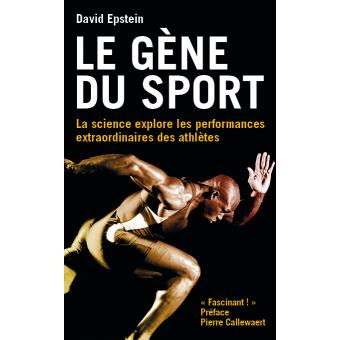 David Epstein
LE GÈNE
DU SPORT
La science explore les performances
extraordinaires des athlètes
« Fascinant ! »
Préface
Pierre Callewaert